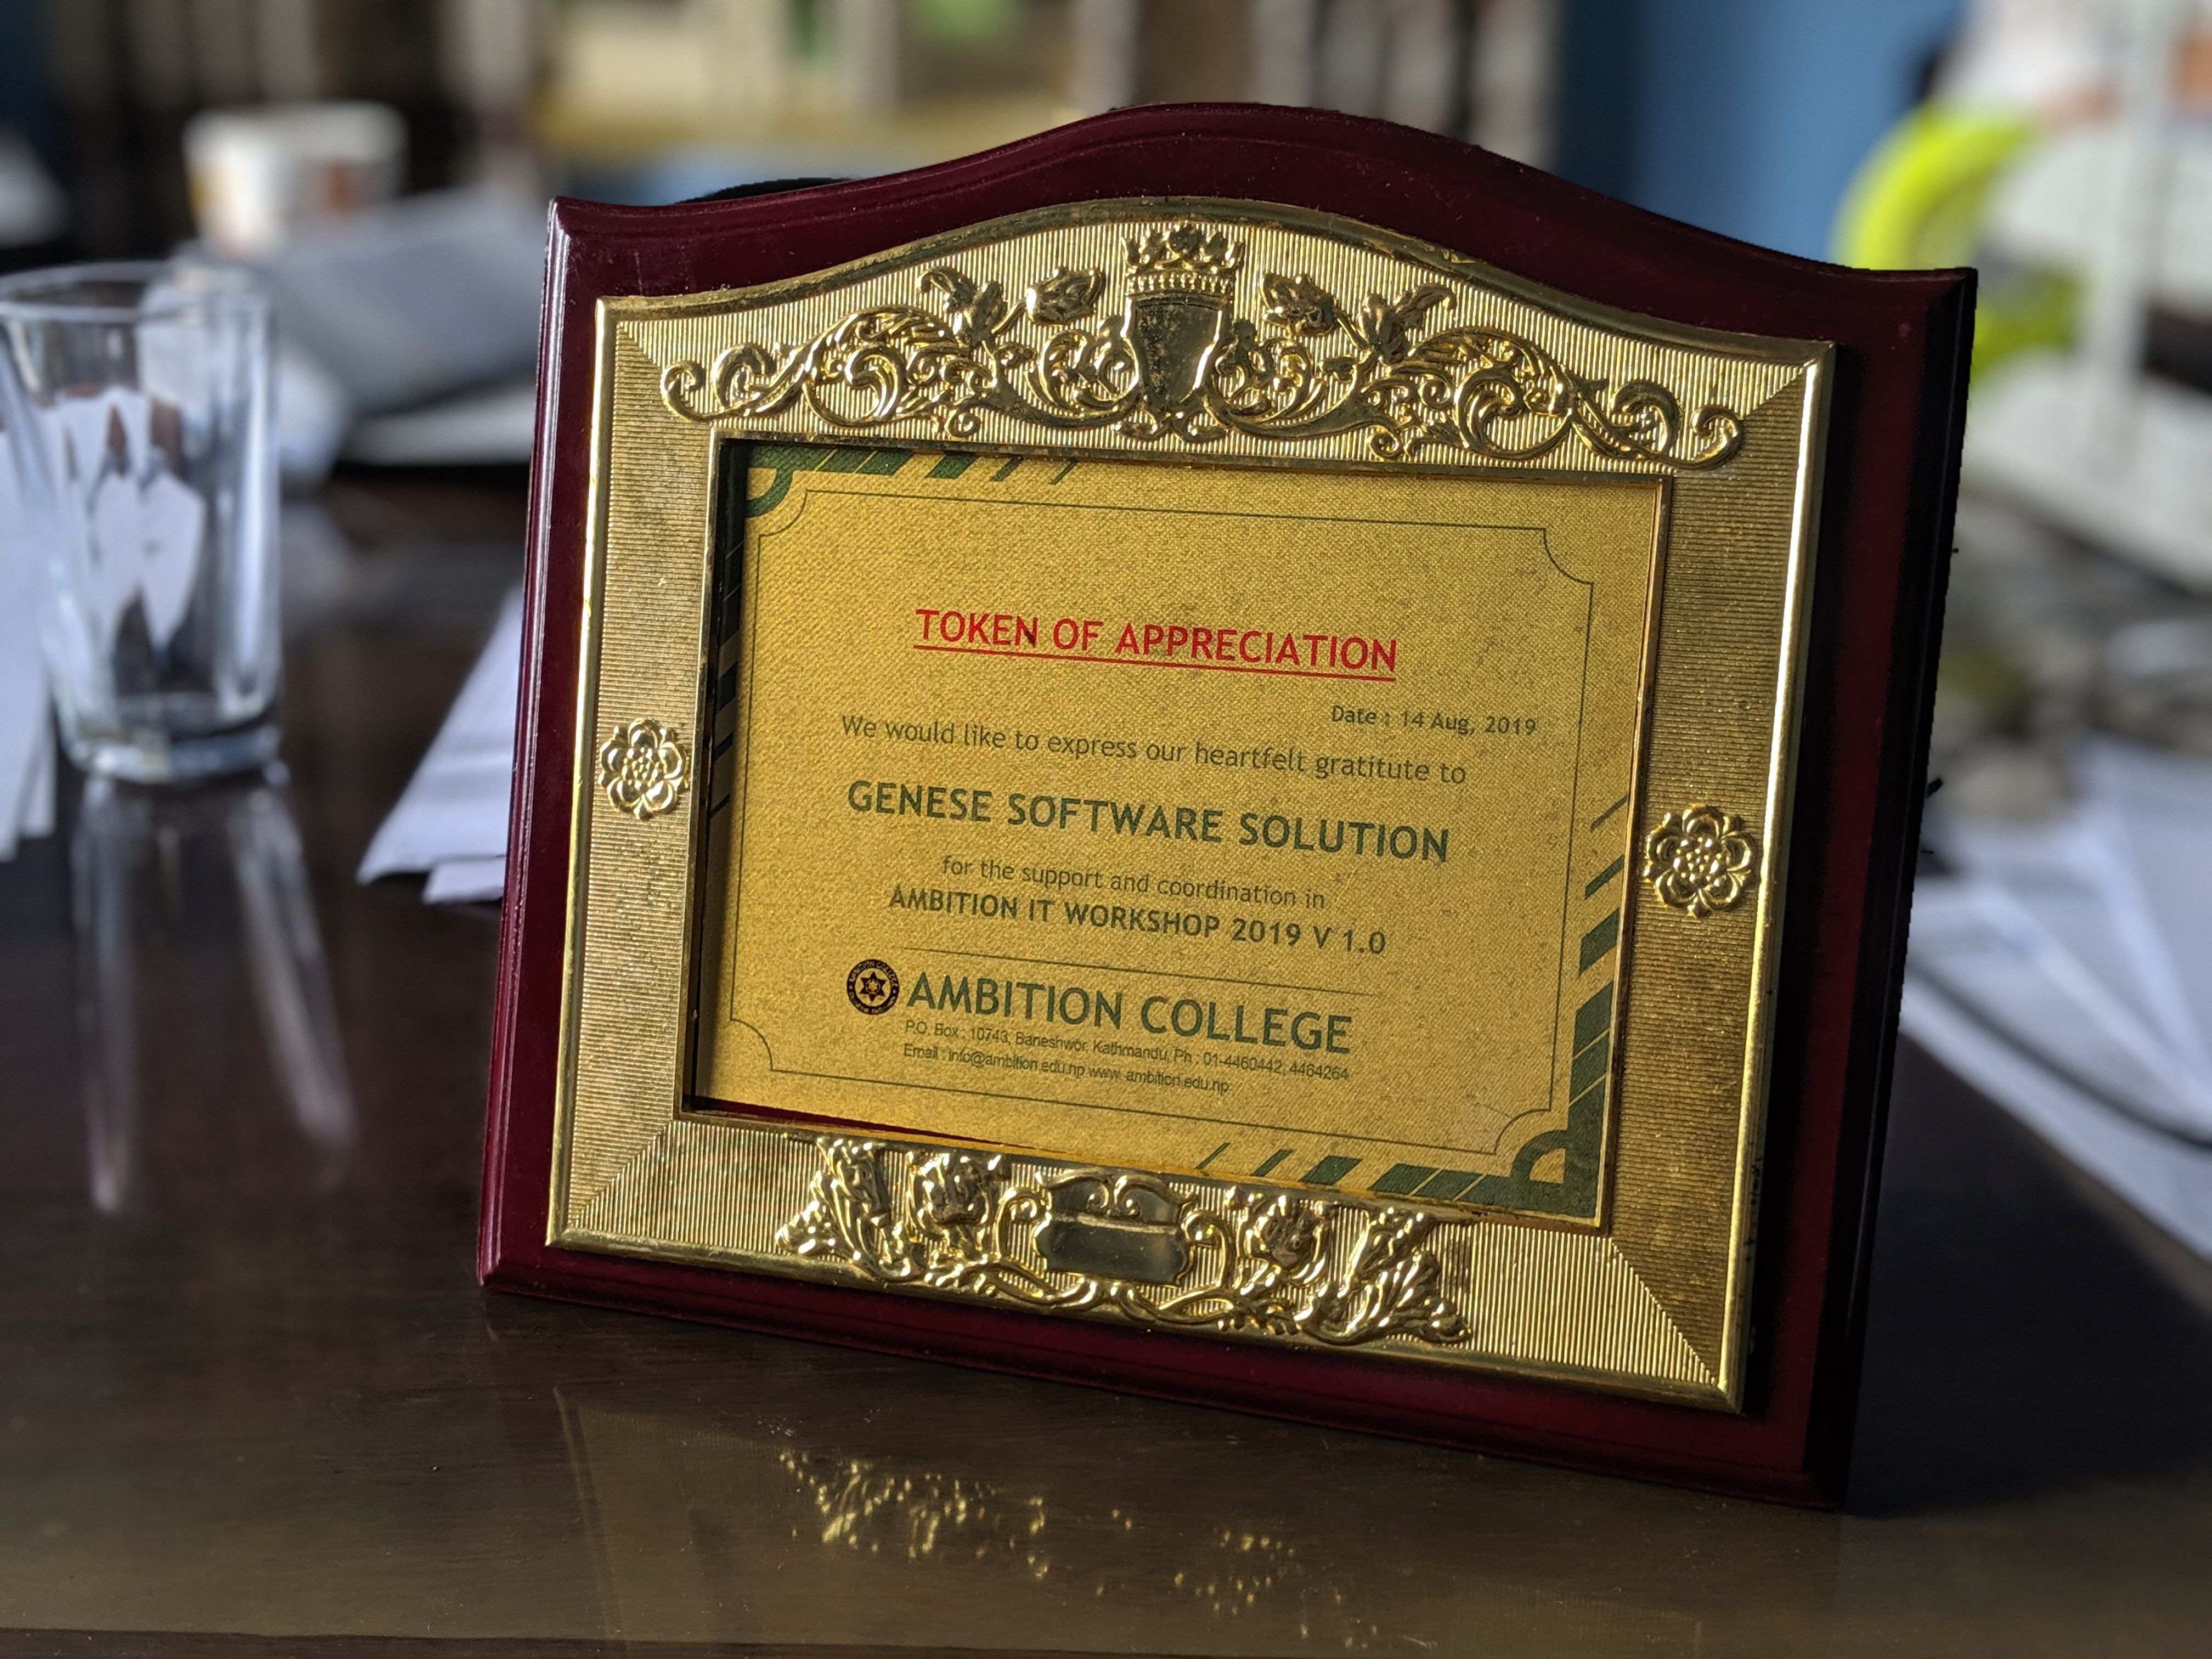 TOKEN OF APPRECIATION
Date : 14 Aug, 2019
We would like to express our heartfelt gratitute to
GENESE SOFTWARE SOLUTION
for the support and coordination in
AMBITION IT WORKSHOP 2019 V 1.0
AMBITION COLLEGE
P.O. Box : 10743, Baneshwor, Kathmandu, Ph : 01-4460442, 4464264
Email : info@ambition.edu.np www. ambition.edu.np